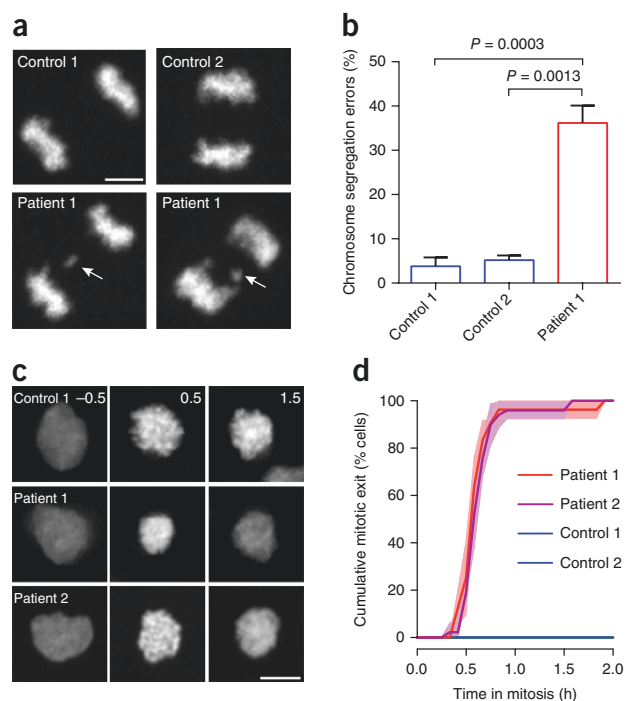 a
Control 1
Control 2
Patient 1
Patient 1
b
Chromosome segregation errors (%)
50
40
30
20
10
0
P = 0.0003
P = 0.0013
Control 1
Control 2
Patient 1
c
Control 1 –0.5
0.5
1.5
Patient 1
Patient 2
d
Cumulative mitotic exit (% cells)
100
80
60
40
20
0
Patient 1
Patient 2
Control 1
Control 2
0.0
0.5
1.0
1.5
2.0
Time in mitosis (h)